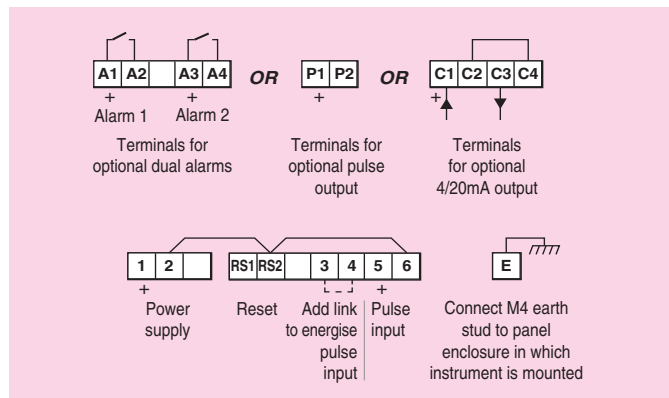 A1 A2 A3 A4 OR P1 P2 OR C1 C2 C3 C4
+ + + +
Alarm 1 Alarm 2
Terminals for
optional dual alarms
Terminals for
optional pulse
output
Terminals
for optional
4/20mA output
1 2 RS1 RS2 3 4 5 6 E
+ +
Power
supply
Reset
Add link
to energise
pulse
input
Pulse
input
Connect M4 earth
stud to panel
enclosure in which
instrument is mounted